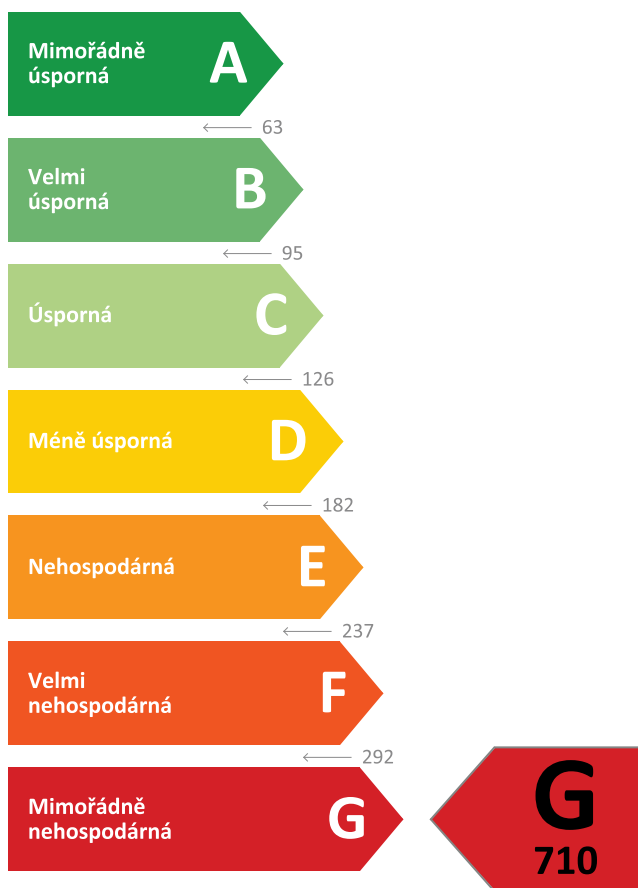 Mimořádně
úsporná
A
63
Velmi
úsporná
B
95
Úsporná
C
126
Méně úsporná
D
182
Nehospodárná
E
237
Velmi
nehospodárná
F
292
Mimořádně
nehospodárná
G
G
710